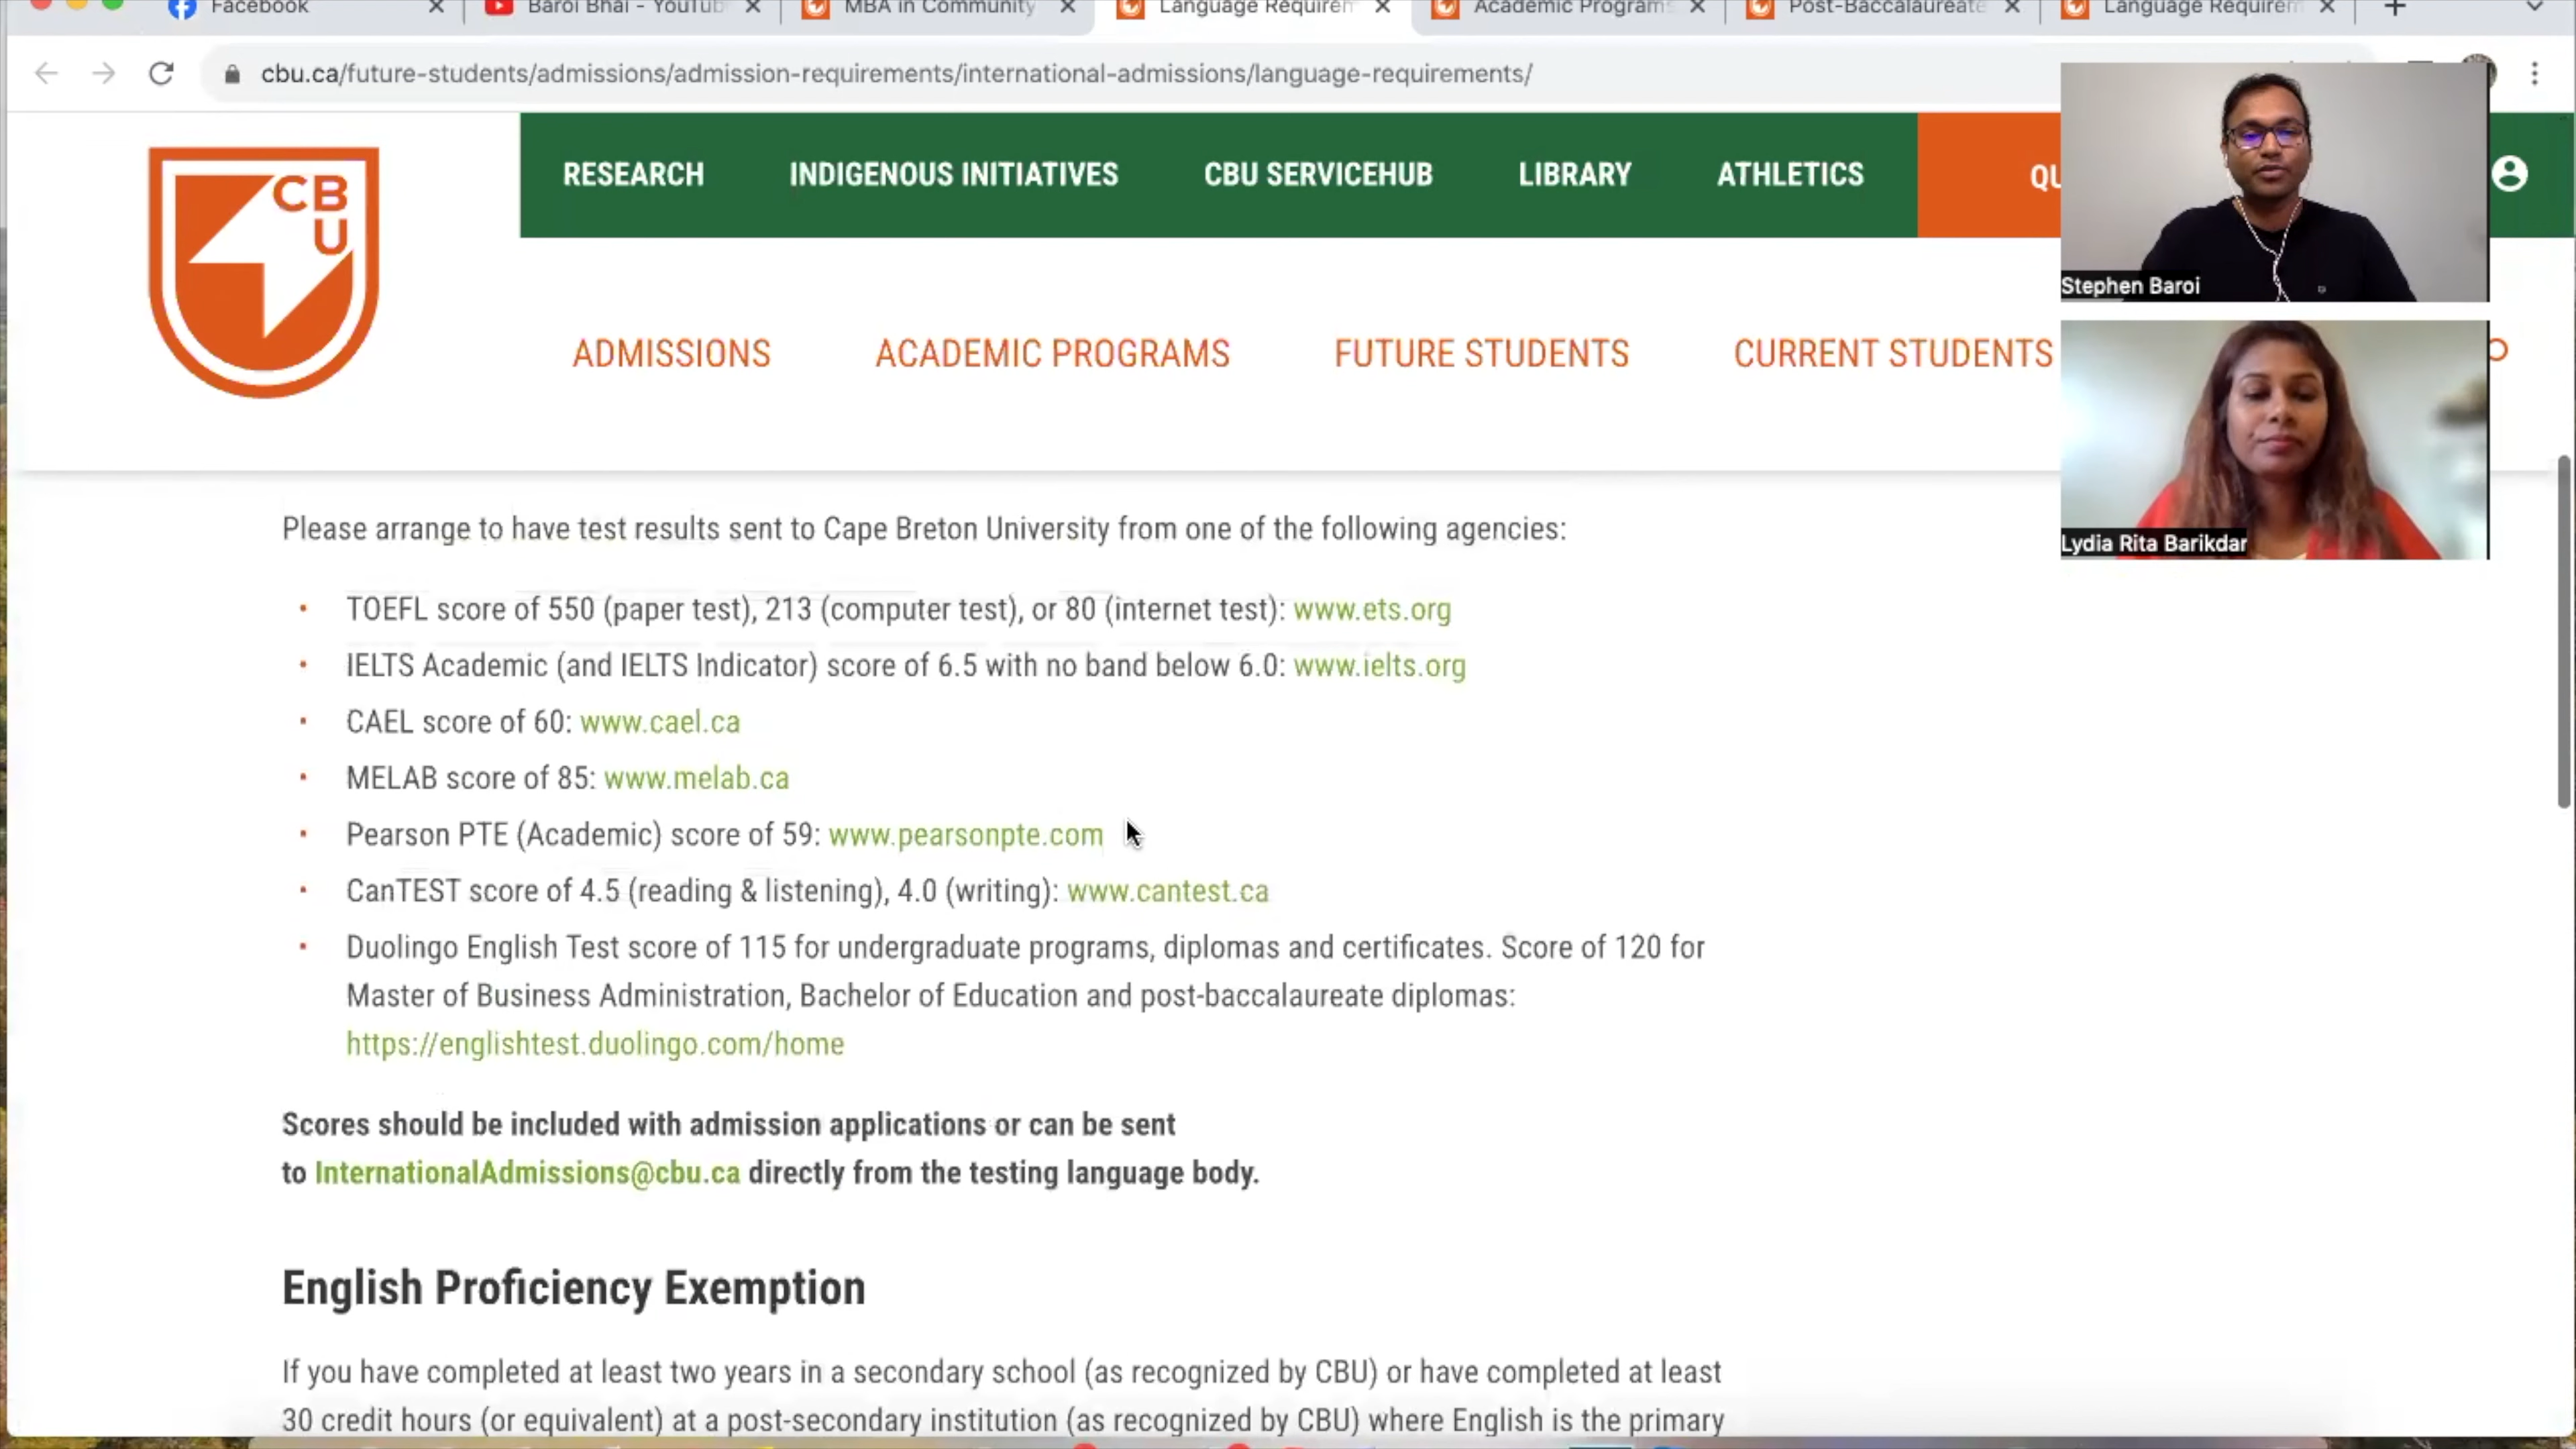 Facebook
Baroi Bhai - YouTub
MBA in Community
Language Requirem
Academic Programs
Post-Baccalaureate
Language Requirem
cbu.ca/future-students/admissions/admission-requirements/international-admissions/language-requirements/
CB
U
RESEARCH
INDIGENOUS INITIATIVES
CBU SERVICEHUB
LIBRARY
ATHLETICS
QU
Stephen Baroi
ADMISSIONS
ACADEMIC PROGRAMS
FUTURE STUDENTS
CURRENT STUDENTS
Lydia Rita Barikdar
Please arrange to have test results sent to Cape Breton University from one of the following agencies:
• TOEFL score of 550 (paper test), 213 (computer test), or 80 (internet test): www.ets.org
• IELTS Academic (and IELTS Indicator) score of 6.5 with no band below 6.0: www.ielts.org
• CAEL score of 60: www.cael.ca
• MELAB score of 85: www.melab.ca
• Pearson PTE (Academic) score of 59: www.pearsonpte.com
• CanTEST score of 4.5 (reading & listening), 4.0 (writing): www.cantest.ca
• Duolingo English Test score of 115 for undergraduate programs, diplomas and certificates. Score of 120 for
Master of Business Administration, Bachelor of Education and post-baccalaureate diplomas:
https://englishtest.duolingo.com/home
Scores should be included with admission applications or can be sent
to InternationalAdmissions@cbu.ca directly from the testing language body.
English Proficiency Exemption
If you have completed at least two years in a secondary school (as recognized by CBU) or have completed at least
30 credit hours (or equivalent) at a post-secondary institution (as recognized by CBU) where English is the primary